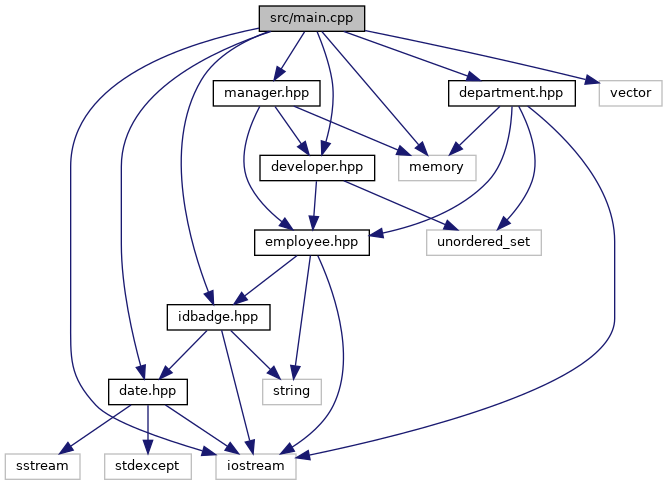 src/main.cpp
manager.hpp
department.hpp
vector
developer.hpp
memory
employee.hpp
unordered_set
idbadge.hpp
date.hpp
string
sstream
stdexcept
iostream